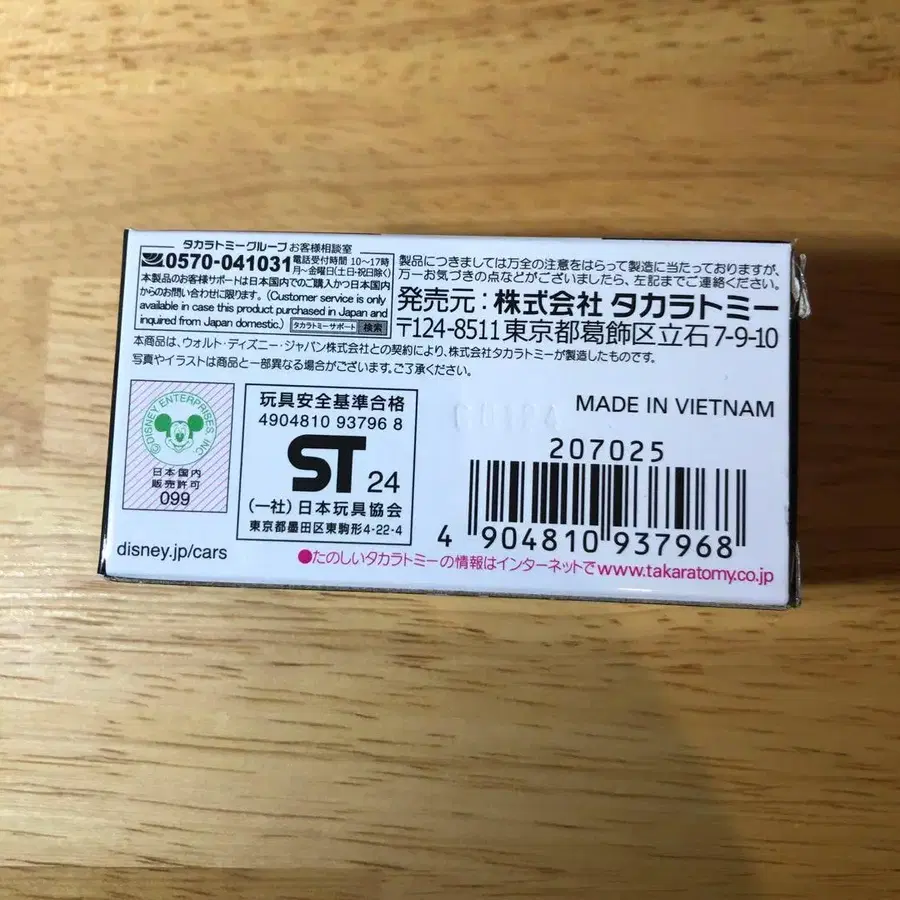 タカラトミーグループ お客様相談室
0570-041031 電話受付時間 10〜17時
月〜金曜日(土日・祝日除く)
本製品のお客様サポートは日本国内でのご購入かつ日本国内
からのお問い合わせに限ります。(Customer service is only
available in case this product purchased in Japan and
inquired from Japan domestic.) タカラトミーサポート 検索
製品につきましては万全の注意をはらって製造に当たっておりますが、
万一お気づきの点などがございましたら、左記までご連絡ください。
発売元：株式会社 タカラトミー
〒124-8511東京都葛飾区立石7-9-10
本商品は、ウォルト・ディズニー・ジャパン株式会社との契約により、株式会社タカラトミーが製造したものです。
写真やイラストは商品と一部異なる場合がございます。ご了承ください。
©DISNEY ENTERPRISES INC.
日本国内
販売許可
099
disney.jp/cars
玩具安全基準合格
4904810 93796 8
ST 24
(一社)日本玩具協会
東京都墨田区東駒形4-22-4
MADE IN VIETNAM
207025
4 904810 937968
●たのしいタカラトミーの情報はインターネットでwww.takaratomy.co.jp